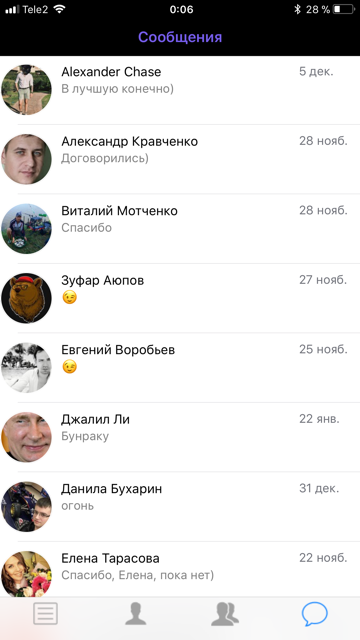 Tele2 0:06 28 %
Сообщения
Alexander Chase 5 дек.
В лучшую конечно)
Александр Кравченко 28 нояб.
Договорились)
Виталий Мотченко 28 нояб.
Спасибо
Зуфар Аюпов 27 нояб.
😉
Евгений Воробьев 25 нояб.
😉
Джалил Ли 22 янв.
Бунраку
Данила Бухарин 31 дек.
огонь
Елена Тарасова 22 нояб.
Спасибо, Елена, пока нет)